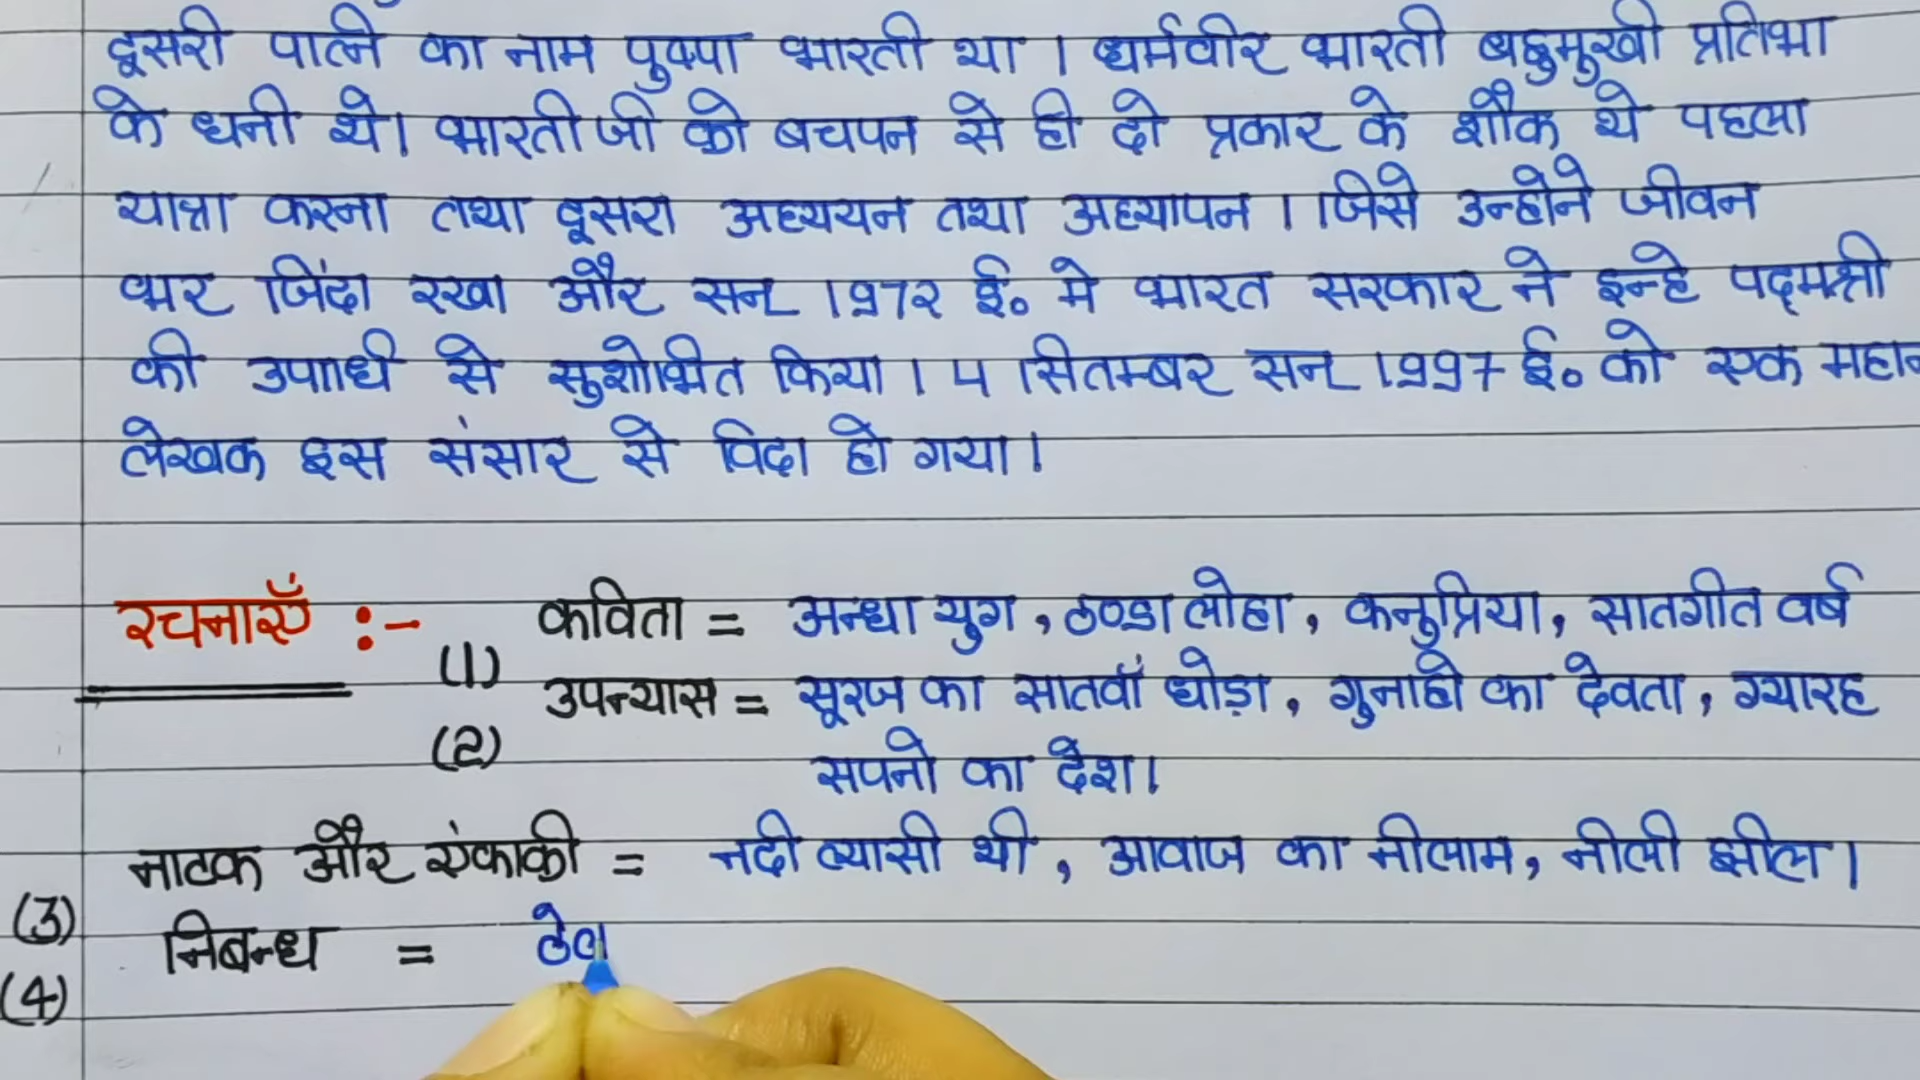 दूसरी पत्नि का नाम पुष्पा भारती था । धर्मवीर भारती बहुमुखी प्रतिभा
के धनी थे। भारती जी को बचपन से ही दो प्रकार के शौक थे पहला
यात्रा करना तथा दूसरा अध्ययन तथा अध्यापन । जिसे उन्होने जीवन
भर जिंदा रखा और सन् 1972 ई० मे भारत सरकार ने इन्हे पद्मश्री
की उपाधि से सुशोभित किया । 4 सितम्बर सन् 1997 ई० को एक महान
लेखक इस संसार से विदा हो गया ।
रचनाएँ :-
(1) कविता = अन्धा युग , ठण्डा लोहा , कनुप्रिया, सातगीत वर्ष
(2) उपन्यास = सूरज का सातवाँ घोड़ा , गुनाहो का देवता , ग्यारह
सपनो का देश ।
(3) नाटक और एंकाकी = नदी प्यासी थी , आवाज का नीलाम, नीली झील ।
(4) निबन्ध = ठेल